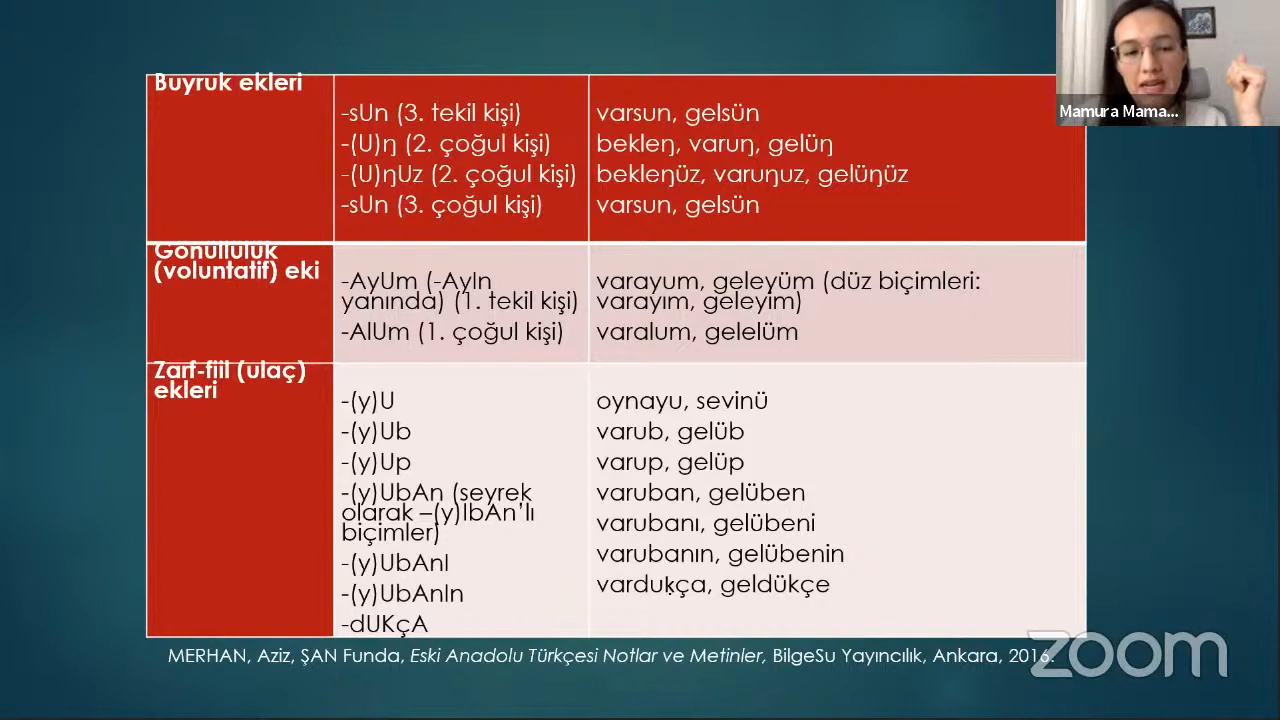 Buyruk ekleri
-sUn (3. tekil kişi)
-(U)ŋ (2. çoğul kişi)
-(U)ŋUz (2. çoğul kişi)
-sUn (3. çoğul kişi)
varsun, gelsün
bekleŋ, varuŋ, gelüŋ
bekleŋüz, varuŋuz, gelüŋüz
varsun, gelsün
Gönüllülük
(voluntatif) eki
-AyUm (-AyIn
yanında) (1. tekil kişi)
-AlUm (1. çoğul kişi)
varayum, geleyüm (düz biçimleri:
varayım, geleyim)
varalum, gelelüm
Zarf-fiil (ulaç)
ekleri
-(y)U
-(y)Ub
-(y)Up
-(y)UbAn (seyrek
olarak –(y)IbAn’lı
biçimler)
-(y)UbAnI
-(y)UbAnIn
-dUKçA
oynayu, sevinü
varub, gelüb
varup, gelüp
varuban, gelüben
varubanı, gelübeni
varubanın, gelübenin
vardukça, geldükçe
MERHAN, Aziz, ŞAN Funda, Eski Anadolu Türkçesi Notlar ve Metinler, BilgeSu Yayıncılık, Ankara, 2016.
Mamura Mama...
zoom